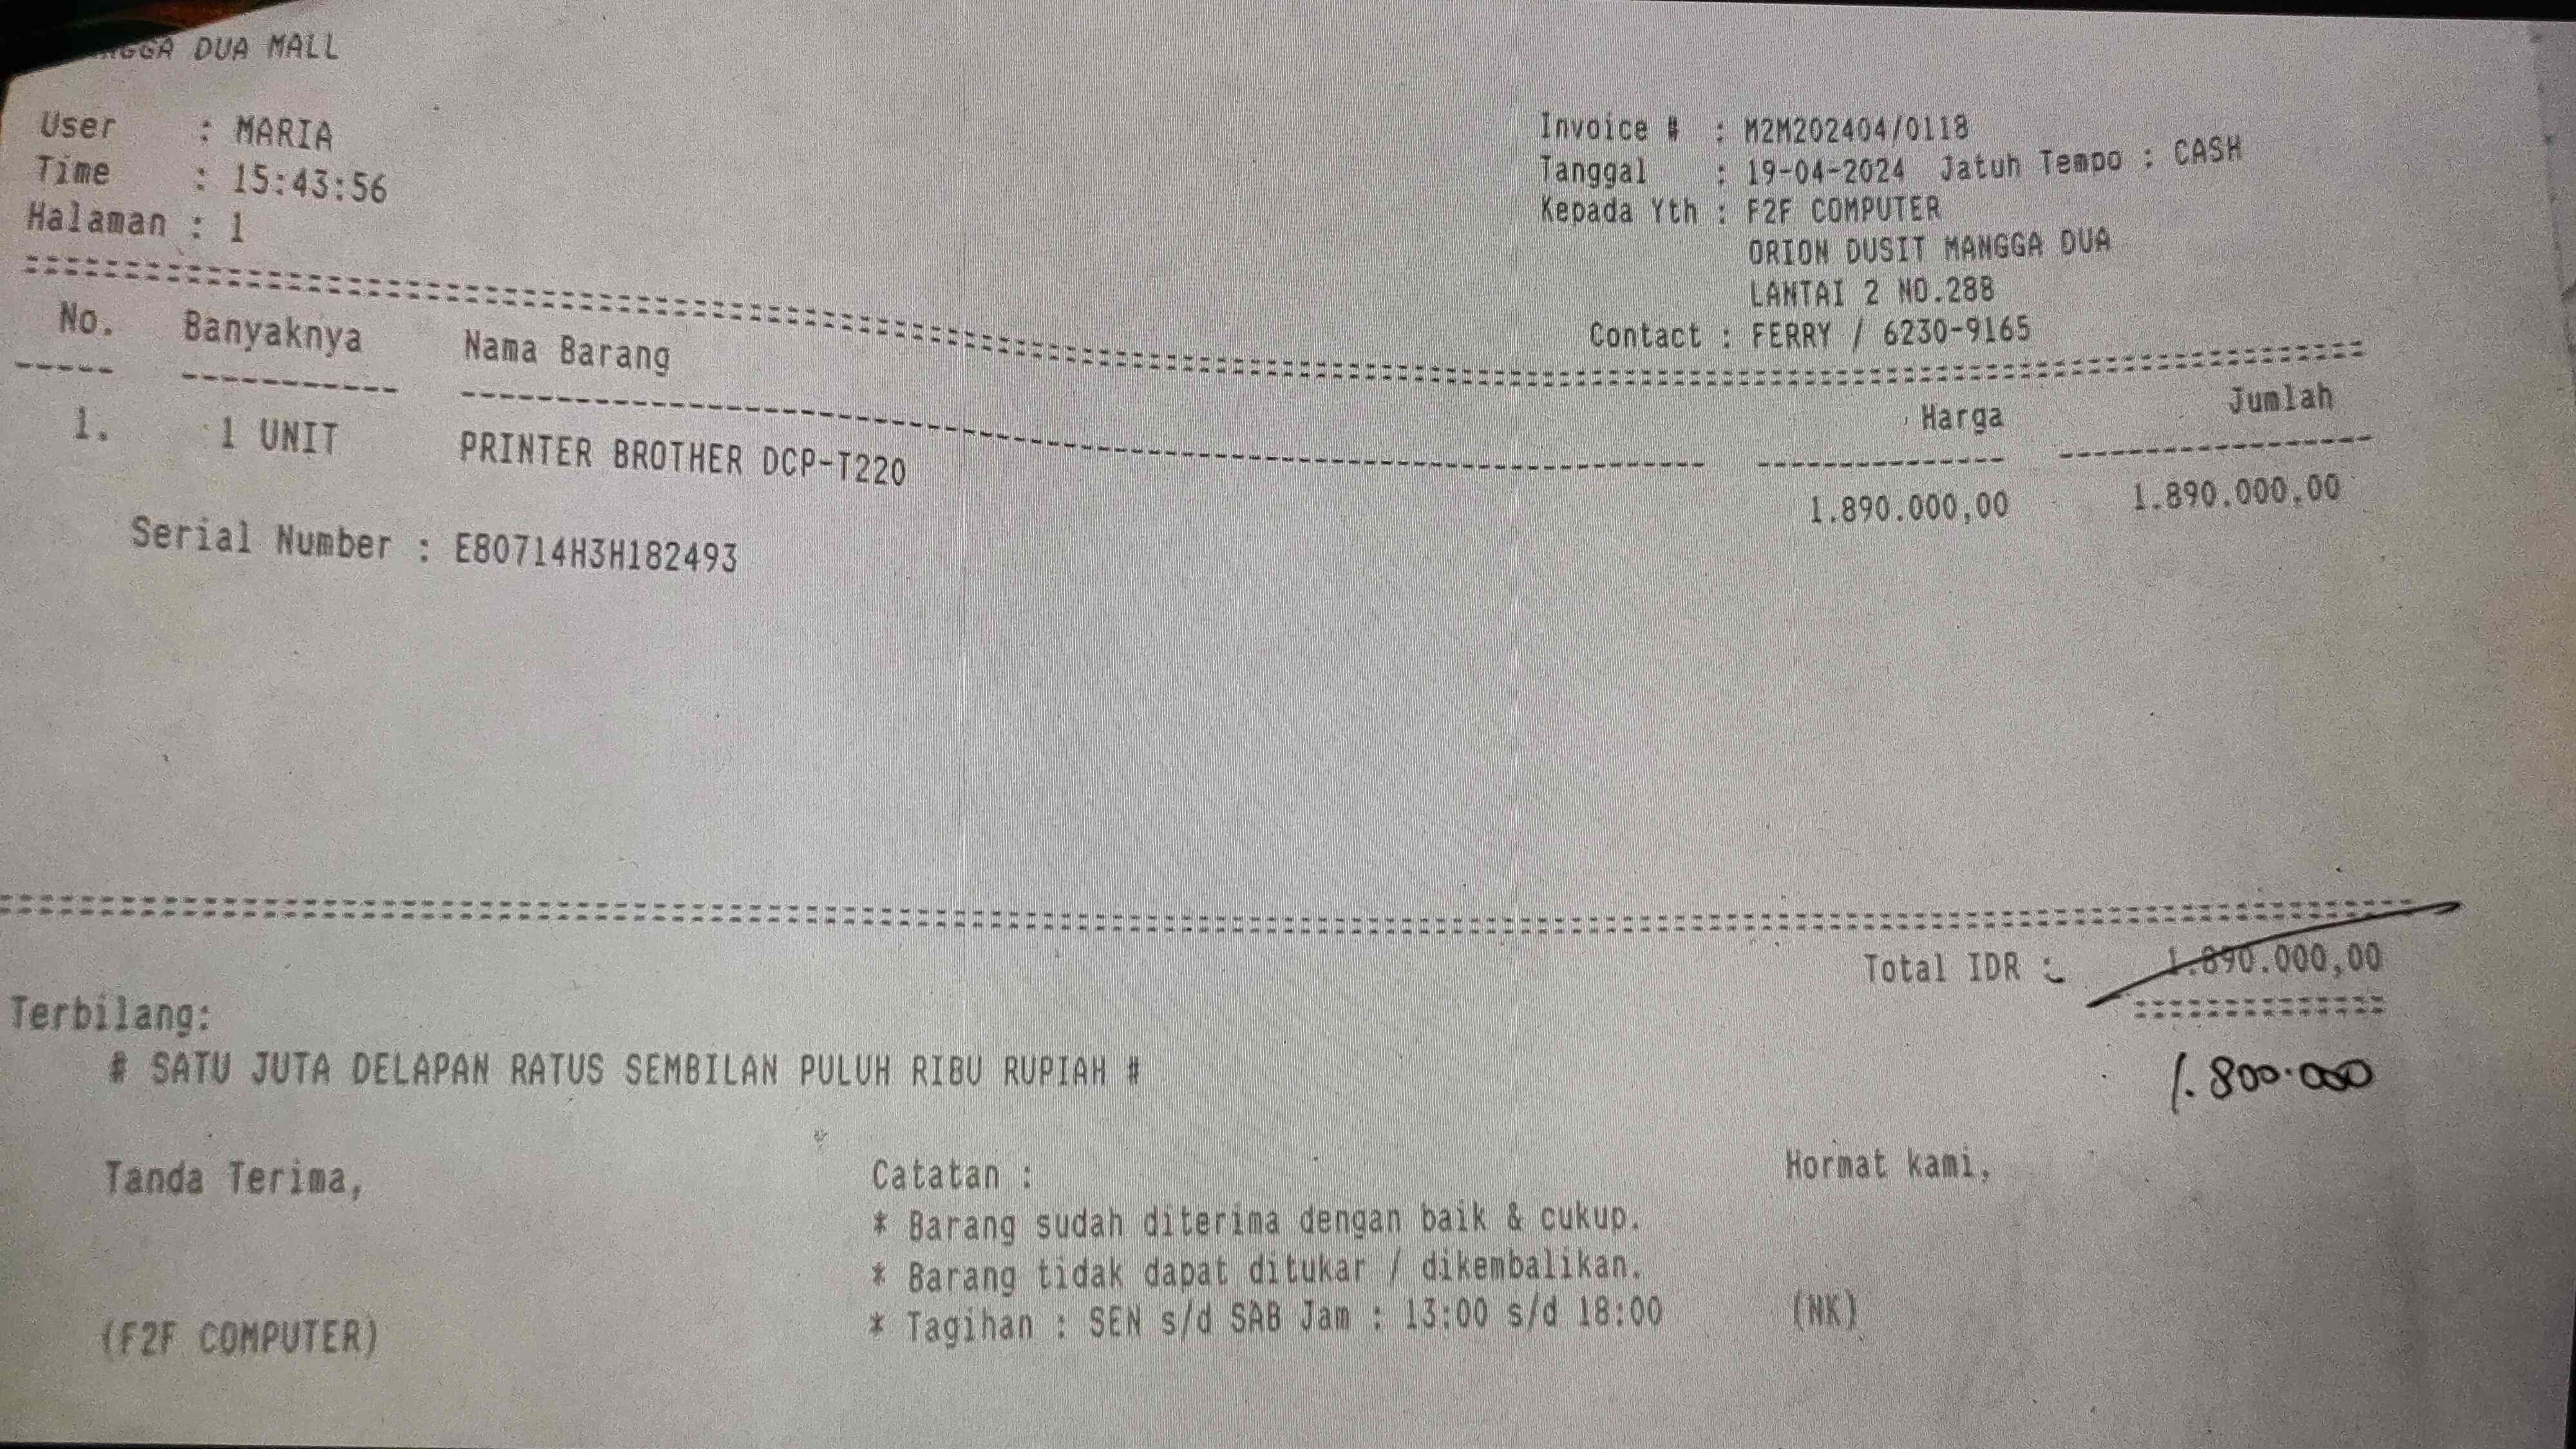 DUA MALL
User : MARIA
Time : 15:43:56
Halaman : 1
Invoice # : M2M202404/0118
Tanggal : 19-04-2024 Jatuh Tempo : CASH
Kepada Yth : F2F COMPUTER
ORION DUSIT MANGGA DUA
LANTAI 2 NO.288
Contact : FERRY / 6230-9165
No. Banyaknya Nama Barang Harga Jumlah
1. 1 UNIT PRINTER BROTHER DCP-T220 1.890.000,00 1.890.000,00
Serial Number : E80714H3H182493
Total IDR : 1.890.000,00
1.800.000
Terbilang:
# SATU JUTA DELAPAN RATUS SEMBILAN PULUH RIBU RUPIAH #
Tanda Terima, Catatan : Hormat kami,
* Barang sudah diterima dengan baik & cukup.
* Barang tidak dapat ditukar / dikembalikan.
* Tagihan : SEN s/d SAB Jam : 13:00 s/d 18:00
(F2F COMPUTER) (NK)